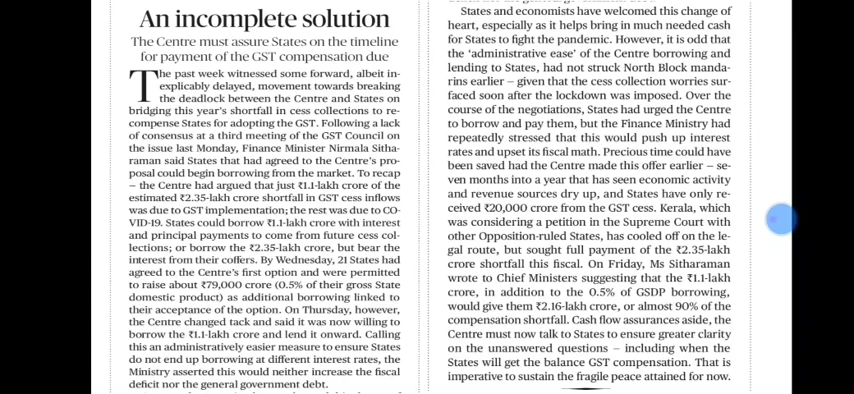 An incomplete solution
The Centre must assure States on the timeline
for payment of the GST compensation due
The past week witnessed some forward, albeit in-
explicably delayed, movement towards breaking
the deadlock between the Centre and States on
bridging this year's shortfall in cess collections to re-
compense States for adopting the GST. Following a lack
of consensus at a third meeting of the GST Council on
the issue last Monday, Finance Minister Nirmala Sitha-
raman said States that had agreed to the Centre's pro-
posal could begin borrowing from the market. To recap
– the Centre had argued that just ₹1.1-lakh crore of the
estimated ₹2.35-lakh crore shortfall in GST cess inflows
was due to GST implementation; the rest was due to CO-
VID-19. States could borrow ₹1.1-lakh crore with interest
and principal payments to come from future cess col-
lections; or borrow the ₹2.35-lakh crore, but bear the
interest from their coffers. By Wednesday, 21 States had
agreed to the Centre's first option and were permitted
to raise about ₹79,000 crore (0.5% of their gross State
domestic product) as additional borrowing linked to
their acceptance of the option. On Thursday, however,
the Centre changed tack and said it was now willing to
borrow the ₹1.1-lakh crore and lend it onward. Calling
this an administratively easier measure to ensure States
do not end up borrowing at different interest rates, the
Ministry asserted this would neither increase the fiscal
deficit nor the general government debt.
States and economists have welcomed this change of
heart, especially as it helps bring in much needed cash
for States to fight the pandemic. However, it is odd that
the 'administrative ease' of the Centre borrowing and
lending to States, had not struck North Block manda-
rins earlier – given that the cess collection worries sur-
faced soon after the lockdown was imposed. Over the
course of the negotiations, States had urged the Centre
to borrow and pay them, but the Finance Ministry had
repeatedly stressed that this would push up interest
rates and upset its fiscal math. Precious time could have
been saved had the Centre made this offer earlier – se-
ven months into a year that has seen economic activity
and revenue sources dry up, and States have only re-
ceived ₹20,000 crore from the GST cess. Kerala, which
was considering a petition in the Supreme Court with
other Opposition-ruled States, has cooled off on the le-
gal route, but sought full payment of the ₹2.35-lakh
crore shortfall this fiscal. On Friday, Ms Sitharaman
wrote to Chief Ministers suggesting that the ₹1.1-lakh
crore, in addition to the 0.5% of GSDP borrowing,
would give them ₹2.16-lakh crore, or almost 90% of the
compensation shortfall. Cash flow assurances aside, the
Centre must now talk to States to ensure greater clarity
on the unanswered questions – including when the
States will get the balance GST compensation. That is
imperative to sustain the fragile peace attained for now.